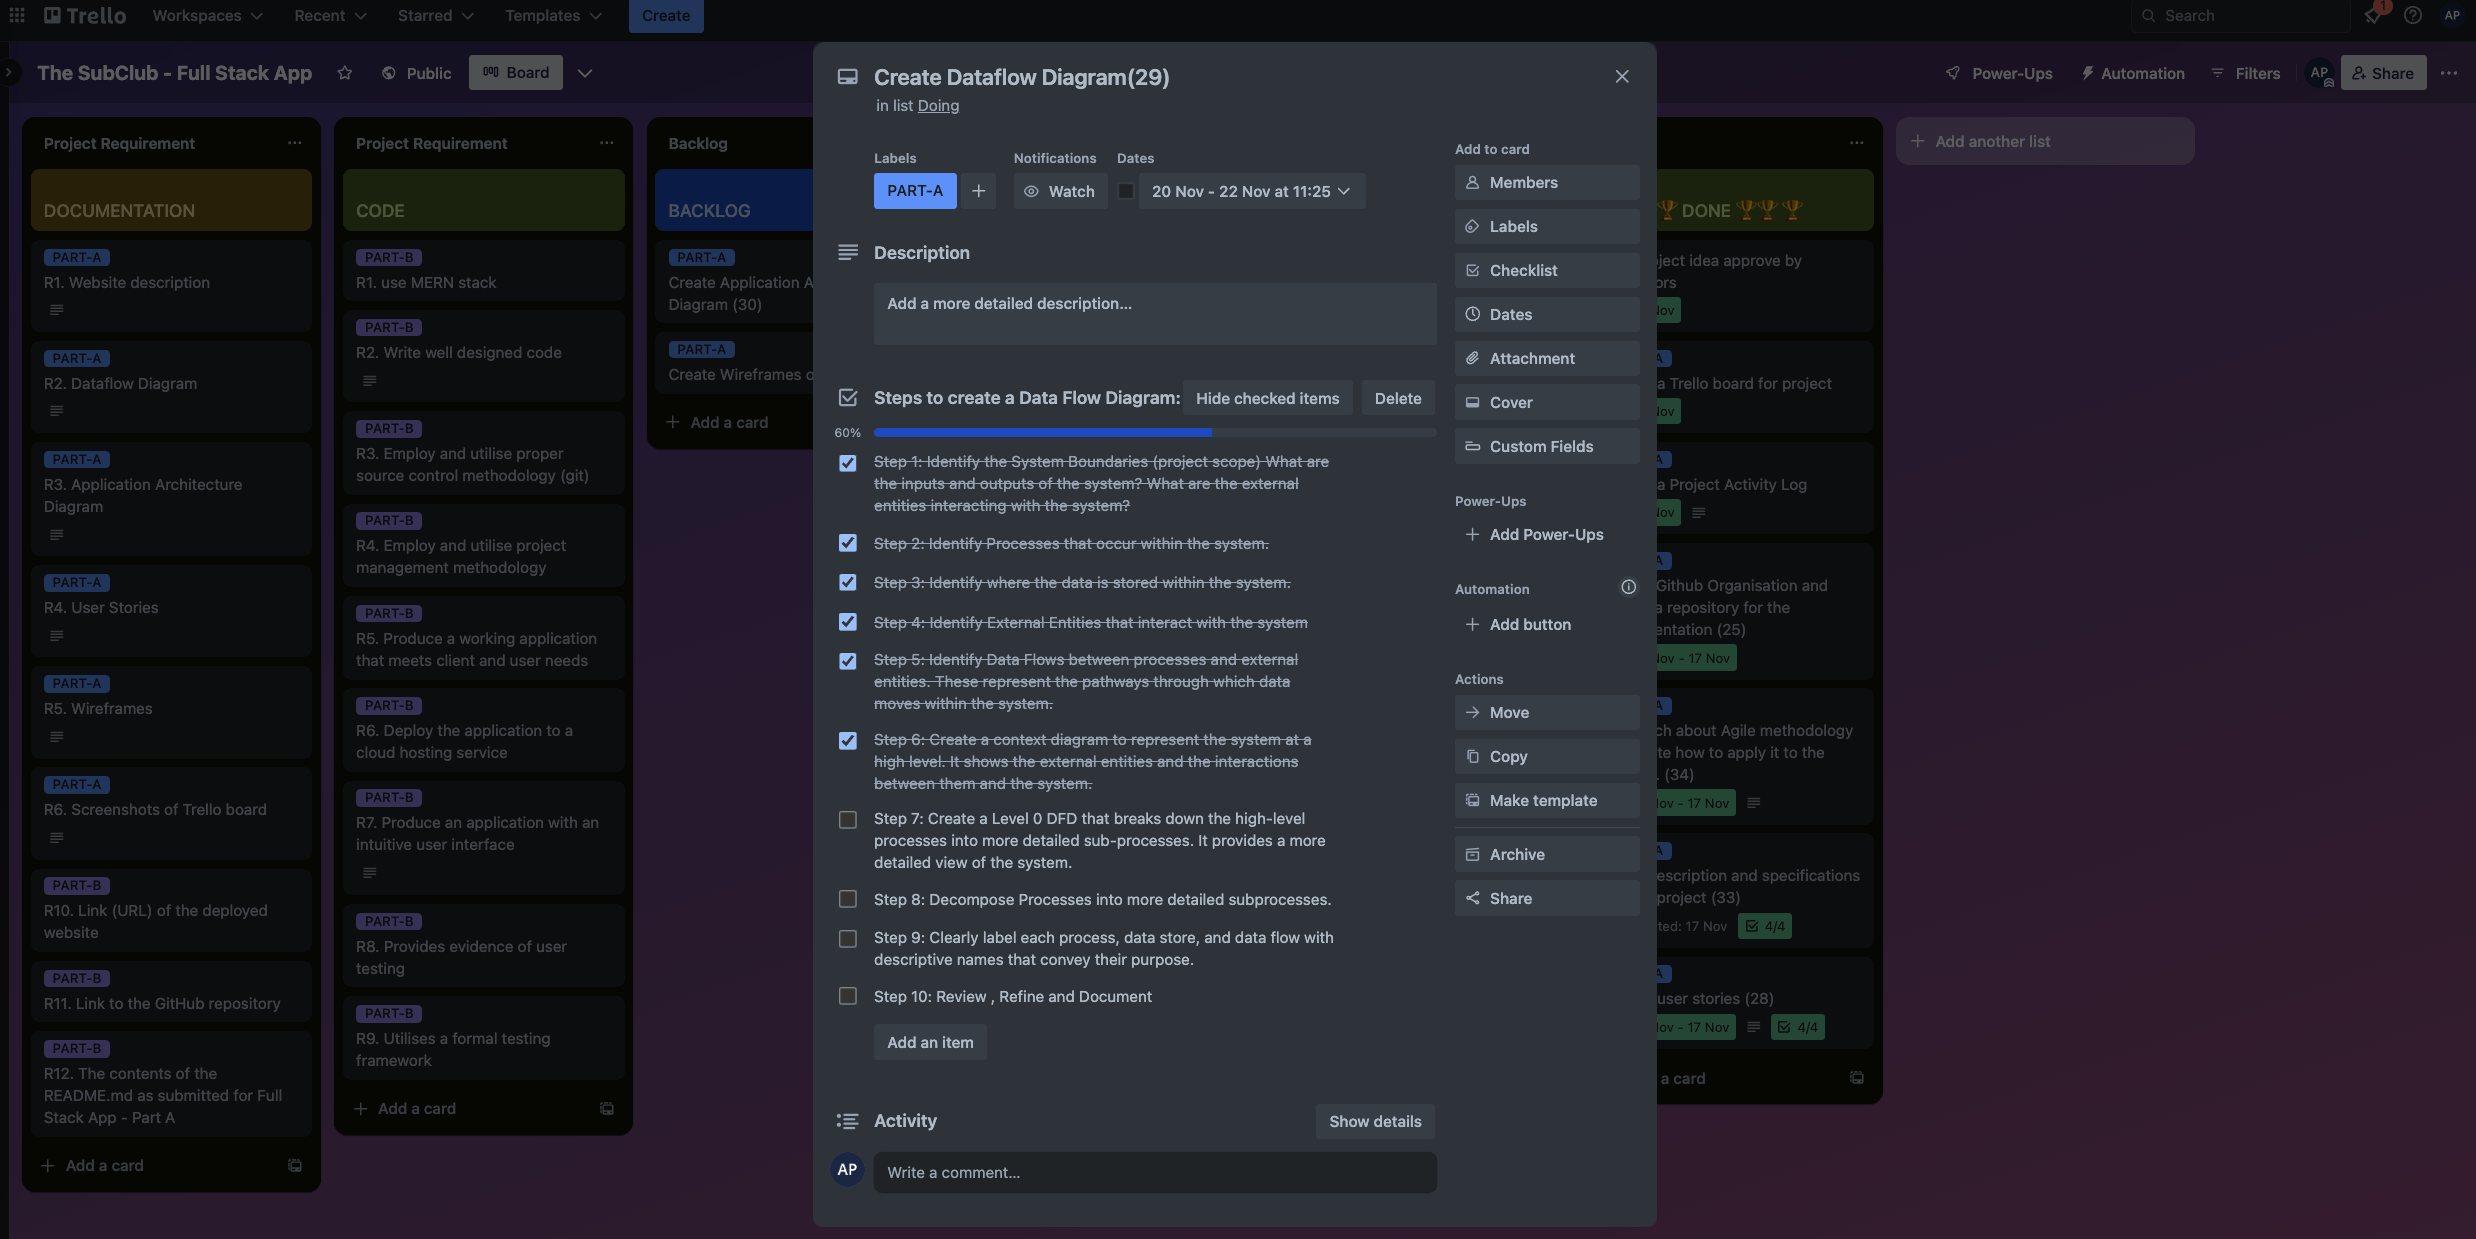 Trello
Workspaces
Recent
Starred
Templates
Create
Search
1
AP
The SubClub - Full Stack App
Public
Board
Power-Ups
Automation
Filters
AP
Share
Project Requirement
DOCUMENTATION
PART-A
R1. Website description
PART-A
R2. Dataflow Diagram
PART-A
R3. Application Architecture
Diagram
PART-A
R4. User Stories
PART-A
R5. Wireframes
PART-A
R6. Screenshots of Trello board
PART-B
R10. Link (URL) of the deployed
website
PART-B
R11. Link to the GitHub repository
PART-B
R12. The contents of the
README.md as submitted for Full
Stack App - Part A
Add a card
Project Requirement
CODE
PART-B
R1. use MERN stack
PART-B
R2. Write well designed code
PART-B
R3. Employ and utilise proper
source control methodology (git)
PART-B
R4. Employ and utilise project
management methodology
PART-B
R5. Produce a working application
that meets client and user needs
PART-B
R6. Deploy the application to a
cloud hosting service
PART-B
R7. Produce an application with an
intuitive user interface
PART-B
R8. Provides evidence of user
testing
PART-B
R9. Utilises a formal testing
framework
Add a card
Backlog
BACKLOG
PART-A
Create Application A
Diagram (30)
PART-A
Create Wireframes
Add a card
Create Dataflow Diagram(29)
in list Doing
Labels
PART-A
Notifications
Watch
Dates
20 Nov - 22 Nov at 11:25
Description
Add a more detailed description...
Steps to create a Data Flow Diagram:
Hide checked items
Delete
60%
Step 1: Identify the System Boundaries (project scope) What are
the inputs and outputs of the system? What are the external
entities interacting with the system?
Step 2: Identify Processes that occur within the system.
Step 3: Identify where the data is stored within the system.
Step 4: Identify External Entities that interact with the system
Step 5: Identify Data Flows between processes and external
entities. These represent the pathways through which data
moves within the system.
Step 6: Create a context diagram to represent the system at a
high level. It shows the external entities and the interactions
between them and the system.
Step 7: Create a Level 0 DFD that breaks down the high-level
processes into more detailed sub-processes. It provides a more
detailed view of the system.
Step 8: Decompose Processes into more detailed subprocesses.
Step 9: Clearly label each process, data store, and data flow with
descriptive names that convey their purpose.
Step 10: Review , Refine and Document
Add an item
Activity
Show details
AP
Write a comment...
Add to card
Members
Labels
Checklist
Dates
Attachment
Cover
Custom Fields
Power-Ups
Add Power-Ups
Automation
Add button
Actions
Move
Copy
Make template
Archive
Share
DONE
ject idea approve by
ors
ov
A
a Trello board for project
ov
A
a Project Activity Log
ov
A
Github Organisation and
a repository for the
entation (25)
ov - 17 Nov
A
ch about Agile methodology
te how to apply it to the
. (34)
ov - 17 Nov
A
escription and specifications
project (33)
ted: 17 Nov
4/4
A
user stories (28)
ov - 17 Nov
4/4
a card
Add another list